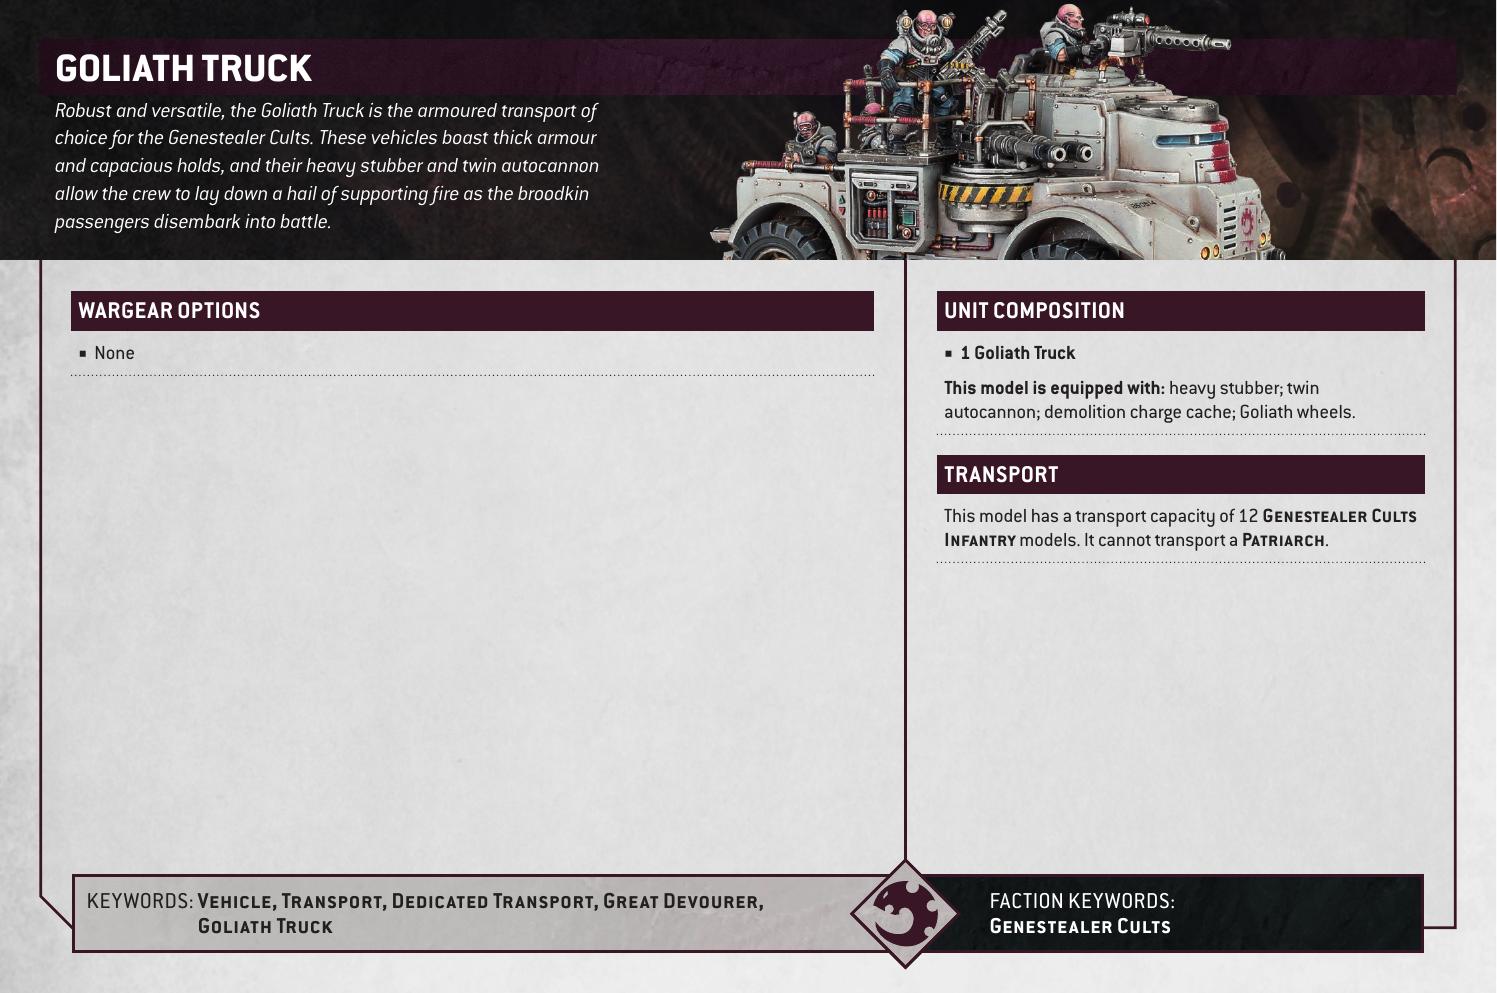 GOLIATH TRUCK
Robust and versatile, the Goliath Truck is the armoured transport of
choice for the Genestealer Cults. These vehicles boast thick armour
and capacious holds, and their heavy stubber and twin autocannon
allow the crew to lay down a hail of supporting fire as the broodkin
passengers disembark into battle.
WARGEAR OPTIONS
▪ None
UNIT COMPOSITION
▪ 1 Goliath Truck
This model is equipped with: heavy stubber; twin
autocannon; demolition charge cache; Goliath wheels.
TRANSPORT
This model has a transport capacity of 12 Genestealer Cults
Infantry models. It cannot transport a Patriarch.
KEYWORDS: Vehicle, Transport, Dedicated Transport, Great Devourer,
Goliath Truck
FACTION KEYWORDS:
Genestealer Cults